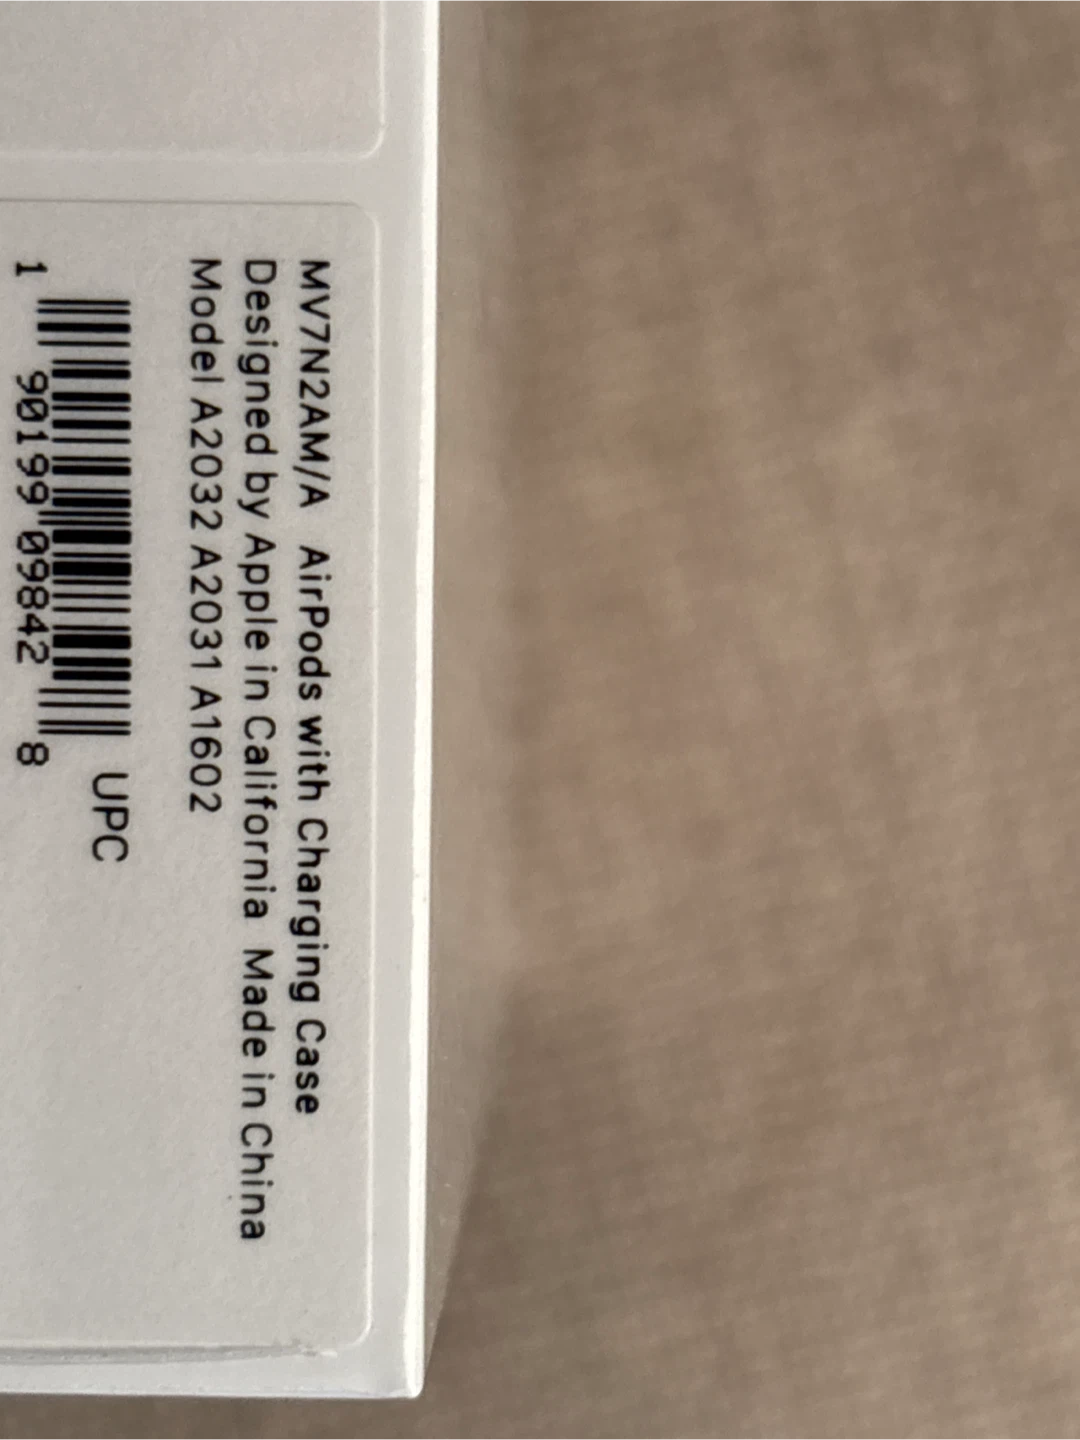 MV7N2AM/A AirPods with Charging Case
Designed by Apple in California Made in China
Model A2032 A2031 A1602
UPC
1 90199 09842 8